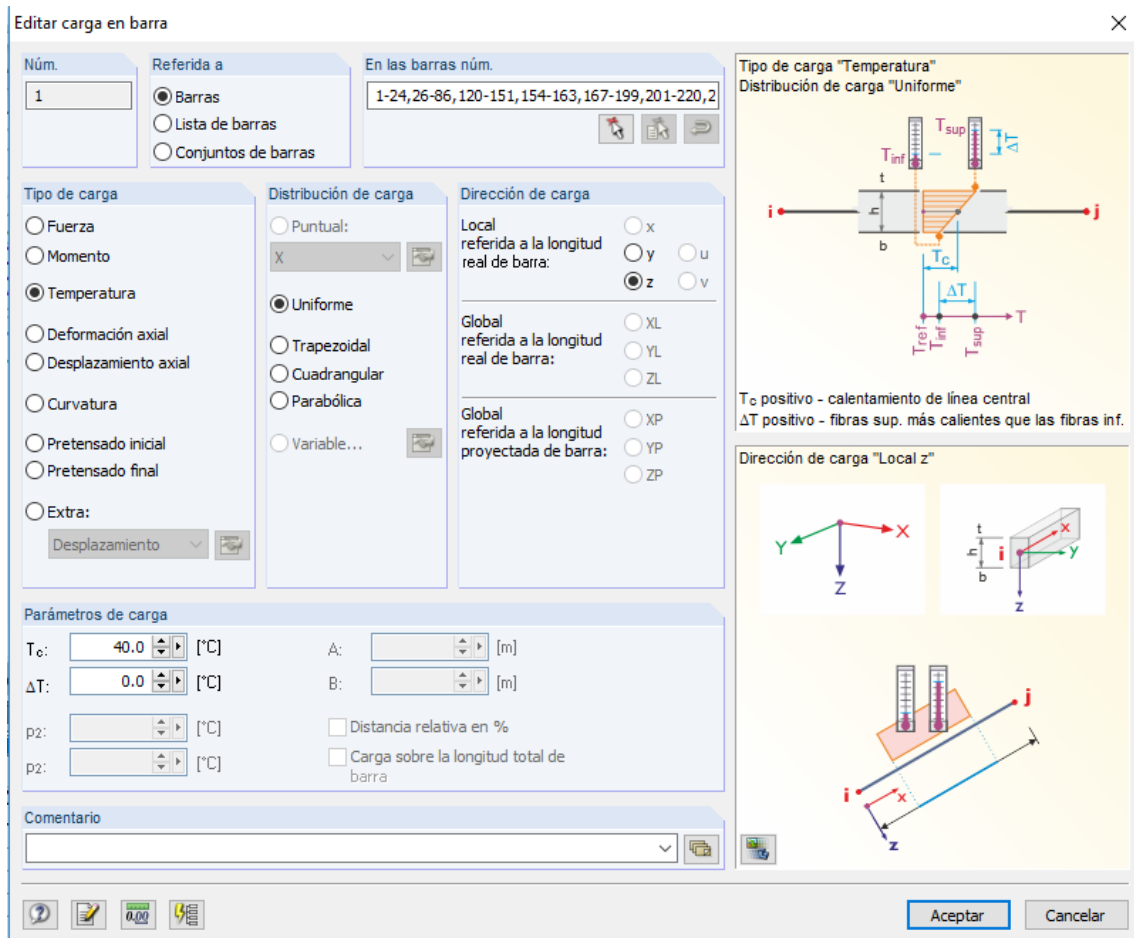 Editar carga en barra
Núm.
1
Referida a
Barras
Lista de barras
Conjuntos de barras
En las barras núm.
1-24,26-86,120-151,154-163,167-199,201-220,2
Tipo de carga
Fuerza
Momento
Temperatura
Deformación axial
Desplazamiento axial
Curvatura
Pretensado inicial
Pretensado final
Extra:
Desplazamiento
Distribución de carga
Puntual:
X
Uniforme
Trapezoidal
Cuadrangular
Parabólica
Variable...
Dirección de carga
Local
referida a la longitud
real de barra:
x
y u
z v
Global
referida a la longitud
real de barra:
XL
YL
ZL
Global
referida a la longitud
proyectada de barra:
XP
YP
ZP
Parámetros de carga
Tc: 40.0 [°C]
ΔT: 0.0 [°C]
p2: [°C]
p2: [°C]
A: [m]
B: [m]
Distancia relativa en %
Carga sobre la longitud total de
barra
Comentario
Tipo de carga "Temperatura"
Distribución de carga "Uniforme"
Tsup
ΔT
Tinf
t
i h j
b
Tc
ΔT
T
Tref Tinf Tsup
Tc positivo - calentamiento de línea central
ΔT positivo - fibras sup. más calientes que las fibras inf.
Dirección de carga "Local z"
X
Y
Z
t
x
h i
y
b
z
j
i
x
z
0.00
Aceptar
Cancelar